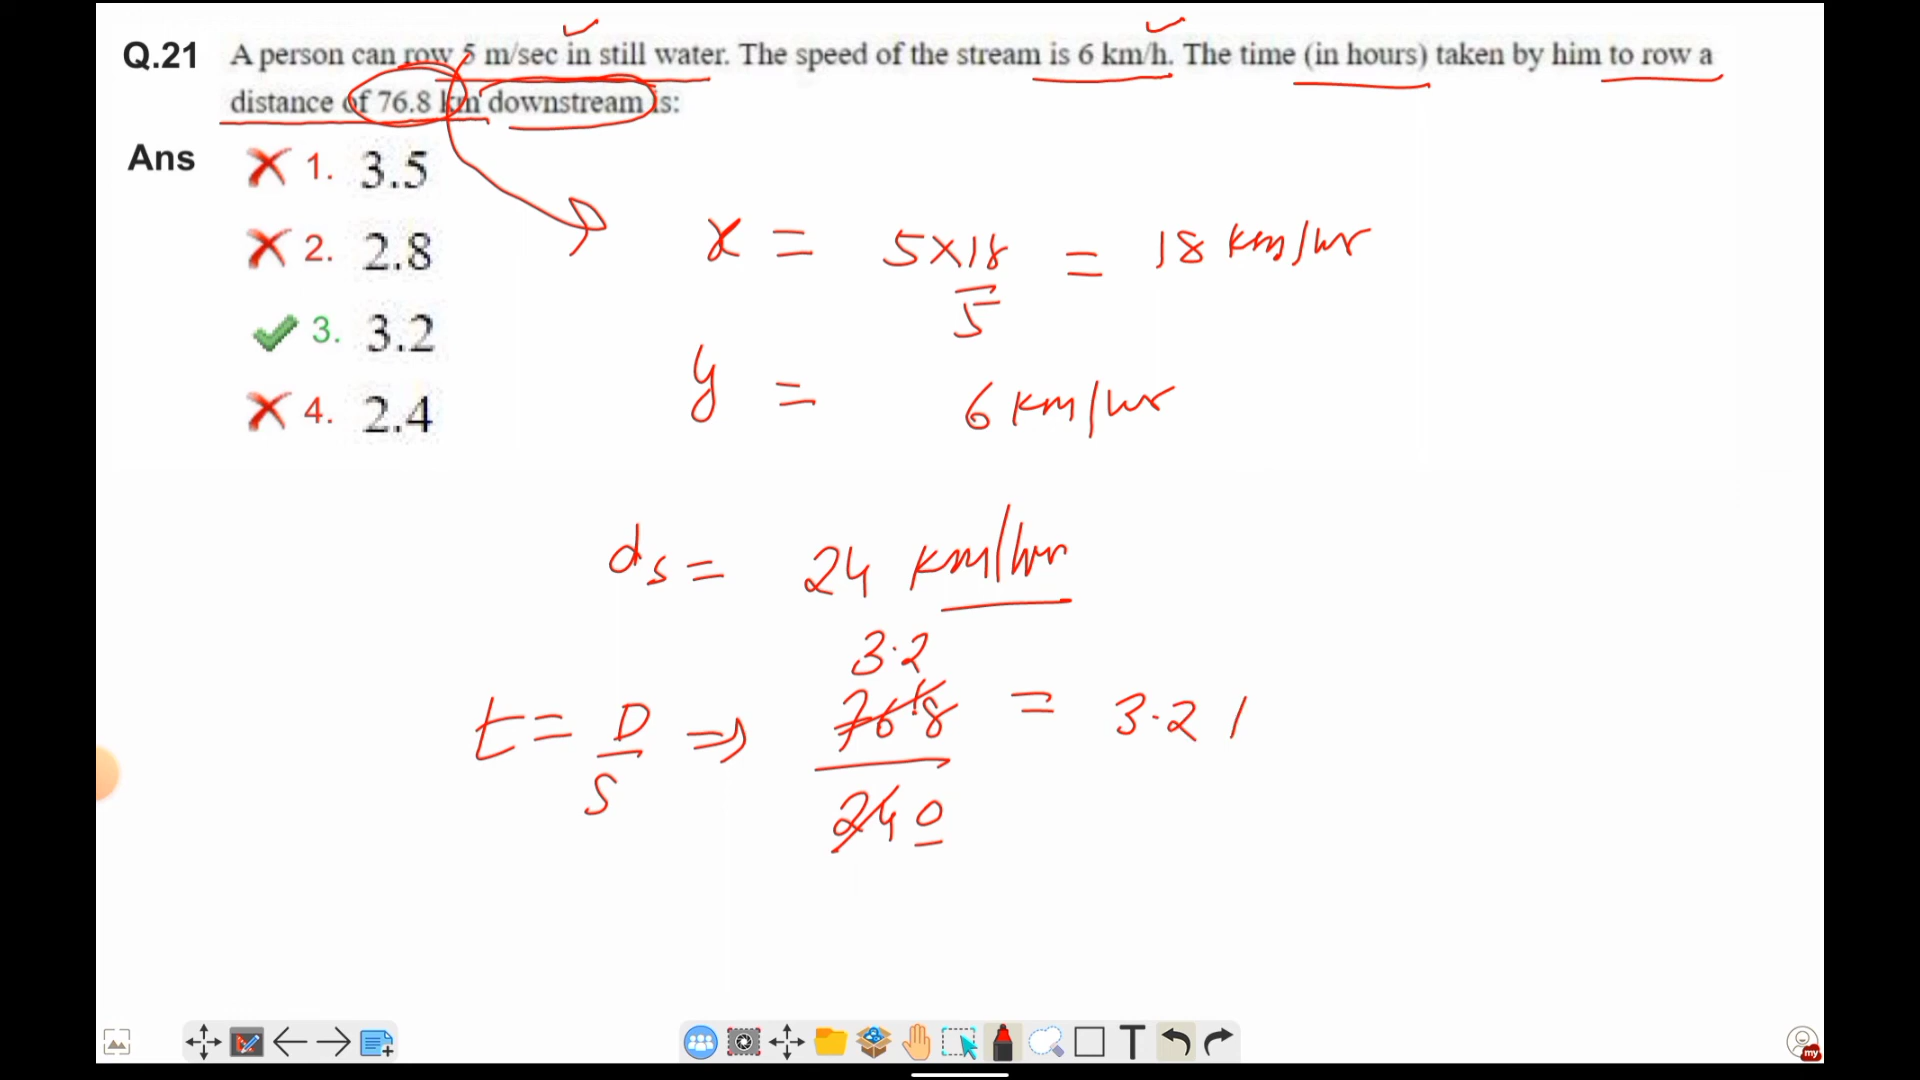 Q.21 A person can row 5 m/sec in still water. The speed of the stream is 6 km/h. The time (in hours) taken by him to row a
distance of 76.8 km downstream is:
Ans
1. 3.5
2. 2.8
3. 3.2
4. 2.4
x = 5×18/5 = 18 km/hr
y = 6 km/hr
ds = 24 km/hr
3.2
t = D/S ⇒ 76.8/240 = 3.2 /
T
my